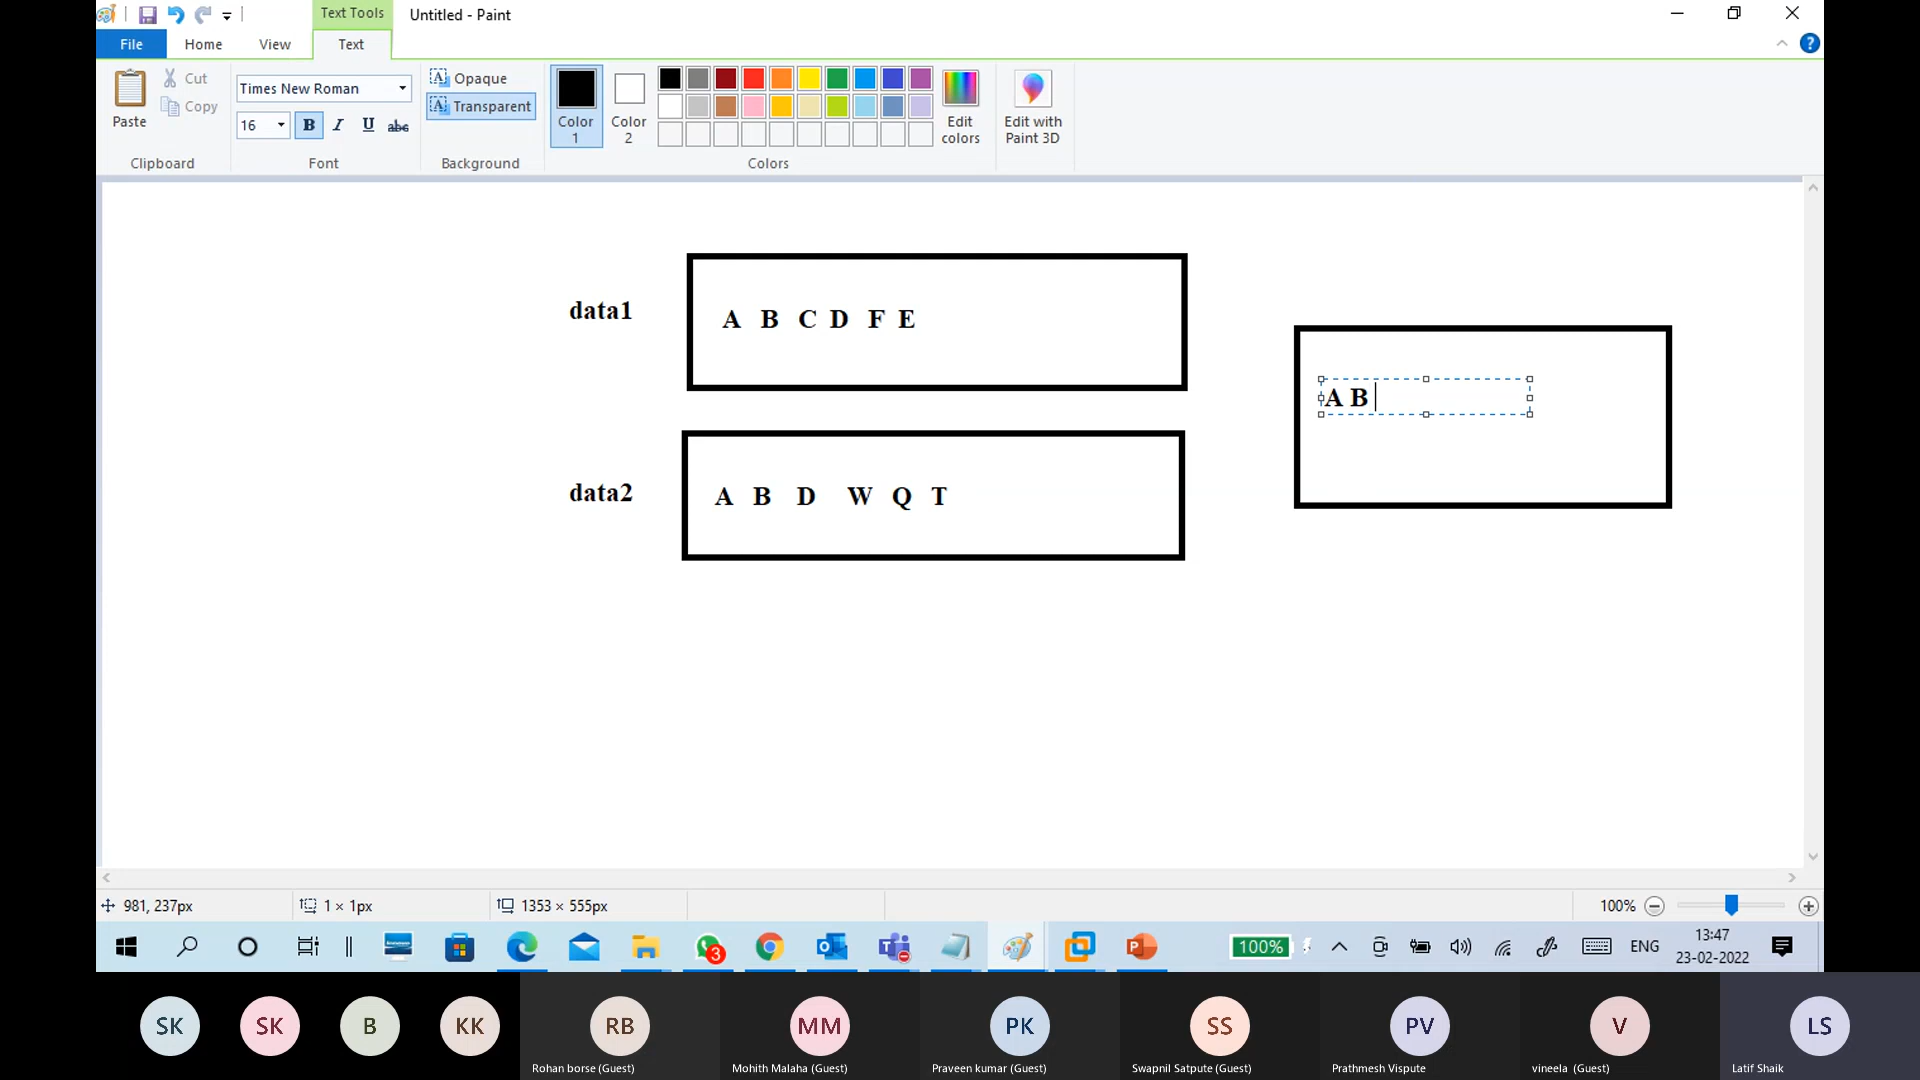 Text Tools
Untitled - Paint
File
Home
View
Text
Paste
Cut
Copy
Clipboard
Times New Roman
16
B
I
U
abc
Font
Opaque
Transparent
Background
Color
1
Color
2
Edit
colors
Colors
Edit with
Paint 3D
data1
A B C D F E
A B
data2
A B D W Q T
981, 237px
1 × 1px
1353 × 555px
100%
3
100%
ENG
13:47
23-02-2022
SK
SK
B
KK
RB
MM
PK
SS
PV
V
LS
Rohan borse (Guest)
Mohith Malaha (Guest)
Praveen kumar (Guest)
Swapnil Satpute (Guest)
Prathmesh Vispute
vineela (Guest)
Latif Shaik